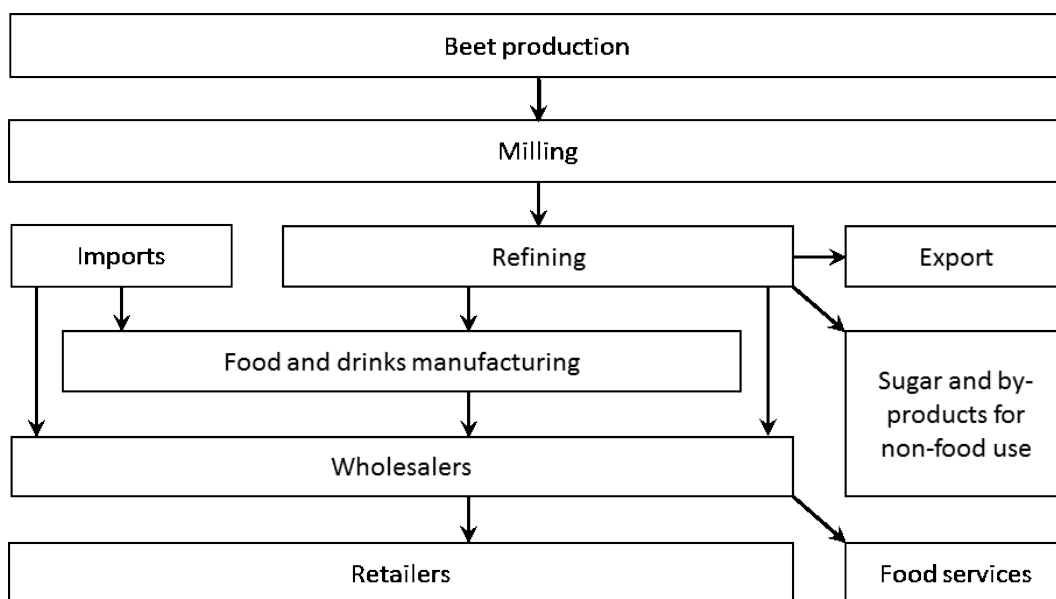 Beet production
Milling
Imports
Refining
Export
Food and drinks manufacturing
Sugar and by-
products for
non-food use
Wholesalers
Retailers
Food services